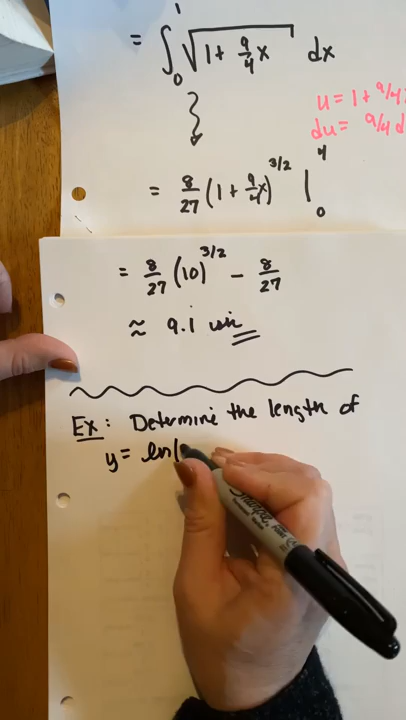 = ∫₀¹ √(1 + 9/4 x) dx
u = 1 + 9/4
du = 9/4 d
= 8/27 (1 + 9/4 x)^3/2 |₀⁴
= 8/27 (10)^3/2 − 8/27
≈ 9.1
Ex: Determine the length of
y = ln(
Sharpie